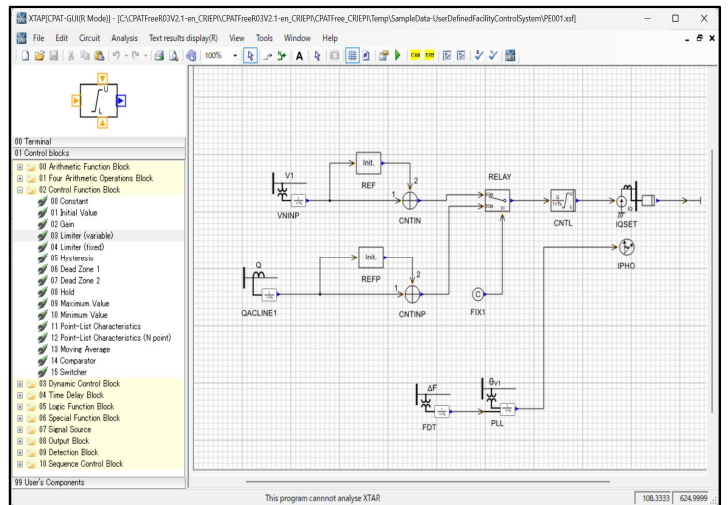 XTAP[CPAT-GUI(R Mode)] - [C:\CPATFreeR03V2.1-en_CRIEPI\CPATFreeR03V2.1-en_CRIEPI\CPATFree_CRIEPI\Temp\SampleData-UserDefinedFacilityControlSystem\PE001.xsf]
File Edit Circuit Analysis Text results display(R) View Tools Window Help
100%
U
L
00 Terminal
01 Control blocks
00 Arithmetic Function Block
01 Four Arithmetic Operations Block
02 Control Function Block
00 Constant
01 Initial Value
02 Gain
03 Limiter (variable)
04 Limiter (fixed)
05 Hysteresis
06 Dead Zone 1
07 Dead Zone 2
08 Hold
09 Maximum Value
10 Minimum Value
11 Point-List Characteristics
12 Point-List Characteristics (N point)
13 Moving Average
14 Comparator
15 Switcher
03 Dynamic Control Block
04 Time Delay Block
05 Logic Function Block
06 Special Function Block
07 Signal Source
08 Output Block
09 Detection Block
10 Sequence Control Block
99 User's Components
V1
VNINP
Init.
REF
1
2
CNTIN
RELAY
CNTL
IQSET
IPHO
Q
QACLINE1
Init.
REFP
1
2
CNTINP
C
FIX1
ΔF
FDT
θV1
PLL
This program cannnot analyse XTAP.
108.3333
624.9999